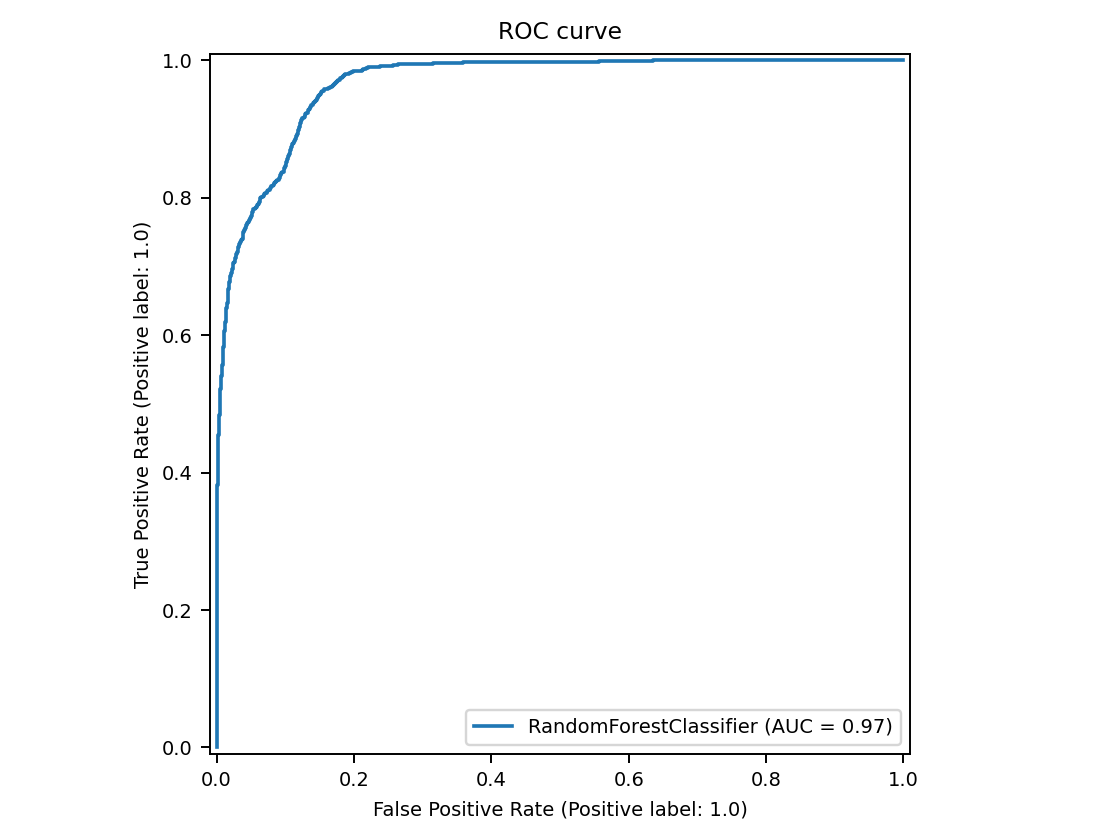 ROC curve
True Positive Rate (Positive label: 1.0)
1.0
0.8
0.6
0.4
0.2
0.0
RandomForestClassifier (AUC = 0.97)
0.0 0.2 0.4 0.6 0.8 1.0
False Positive Rate (Positive label: 1.0)